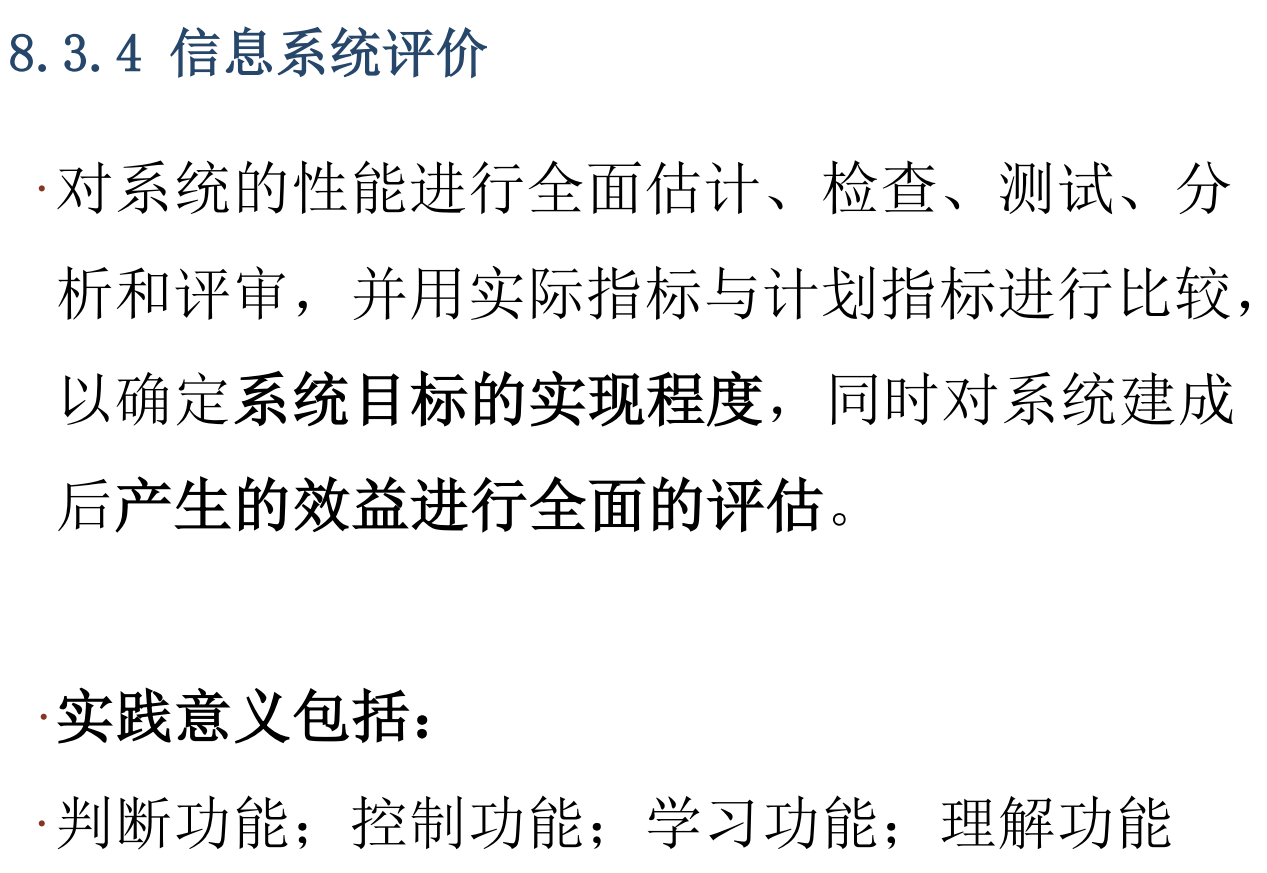 8.3.4 信息系统评价
·对系统的性能进行全面估计、检查、测试、分
析和评审，并用实际指标与计划指标进行比较，
以确定系统目标的实现程度，同时对系统建成
后产生的效益进行全面的评估。
·实践意义包括：
·判断功能；控制功能；学习功能；理解功能